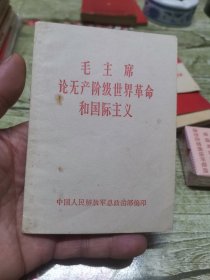 毛主席
论无产阶级世界革命
和国际主义
中国人民解放军总政治部编印